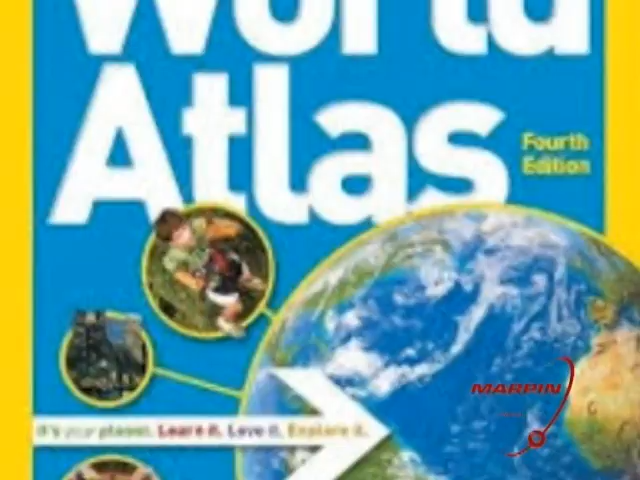 World
Atlas
Fourth
Edition
MARPIN
It's your planet. Learn it. Love it. Explore it.